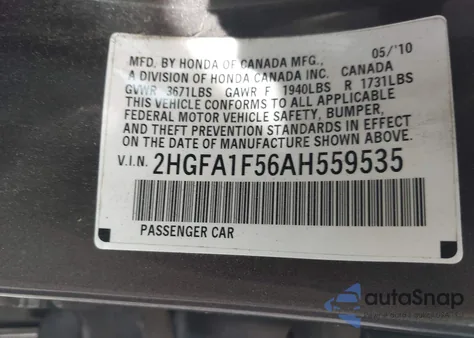 MFD. BY HONDA OF CANADA MFG., 05/'10
A DIVISION OF HONDA CANADA INC. CANADA
GVWR 3671LBS GAWR F 1940LBS R 1731LBS
THIS VEHICLE CONFORMS TO ALL APPLICABLE
FEDERAL MOTOR VEHICLE SAFETY, BUMPER,
AND THEFT PREVENTION STANDARDS IN EFFECT
ON THE DATE OF MANUFACTURE SHOWN ABOVE.
V.I.N. 2HGFA1F56AH559535
PASSENGER CAR
autoSnap